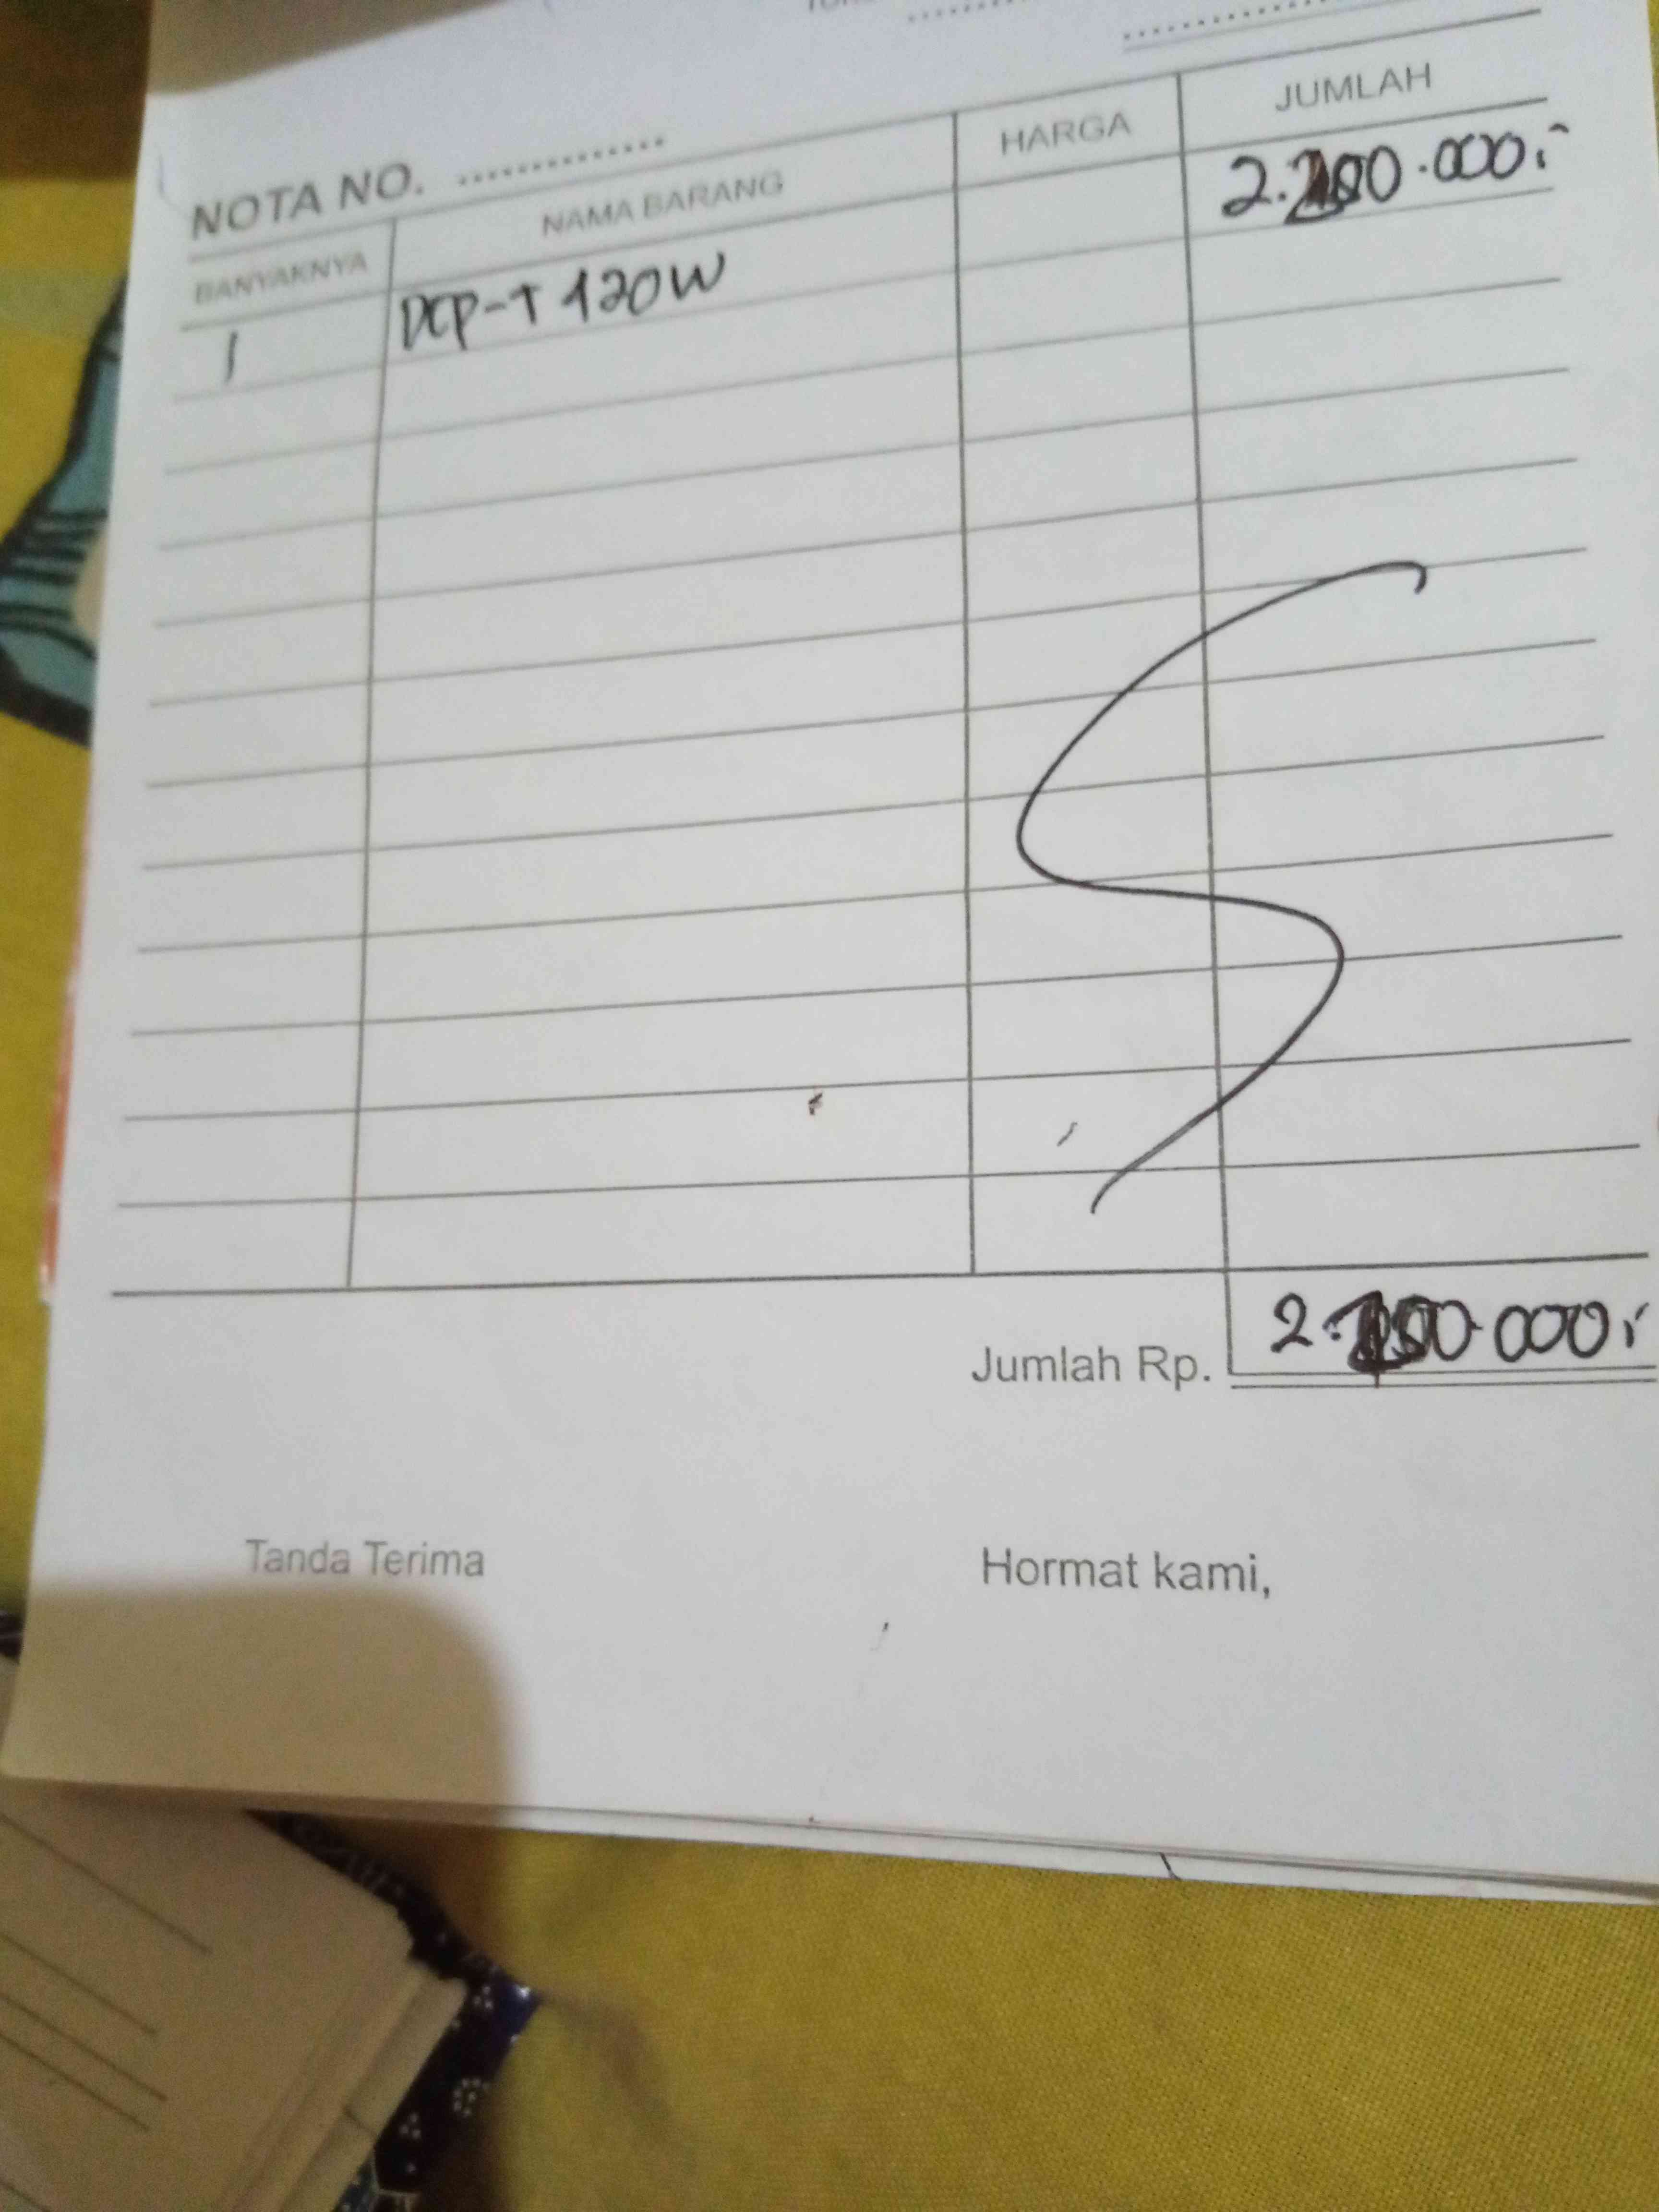 NOTA NO. ..............
BANYAKNYA NAMA BARANG HARGA JUMLAH
1 DCP-T 120W
Jumlah Rp.
Tanda Terima Hormat kami,